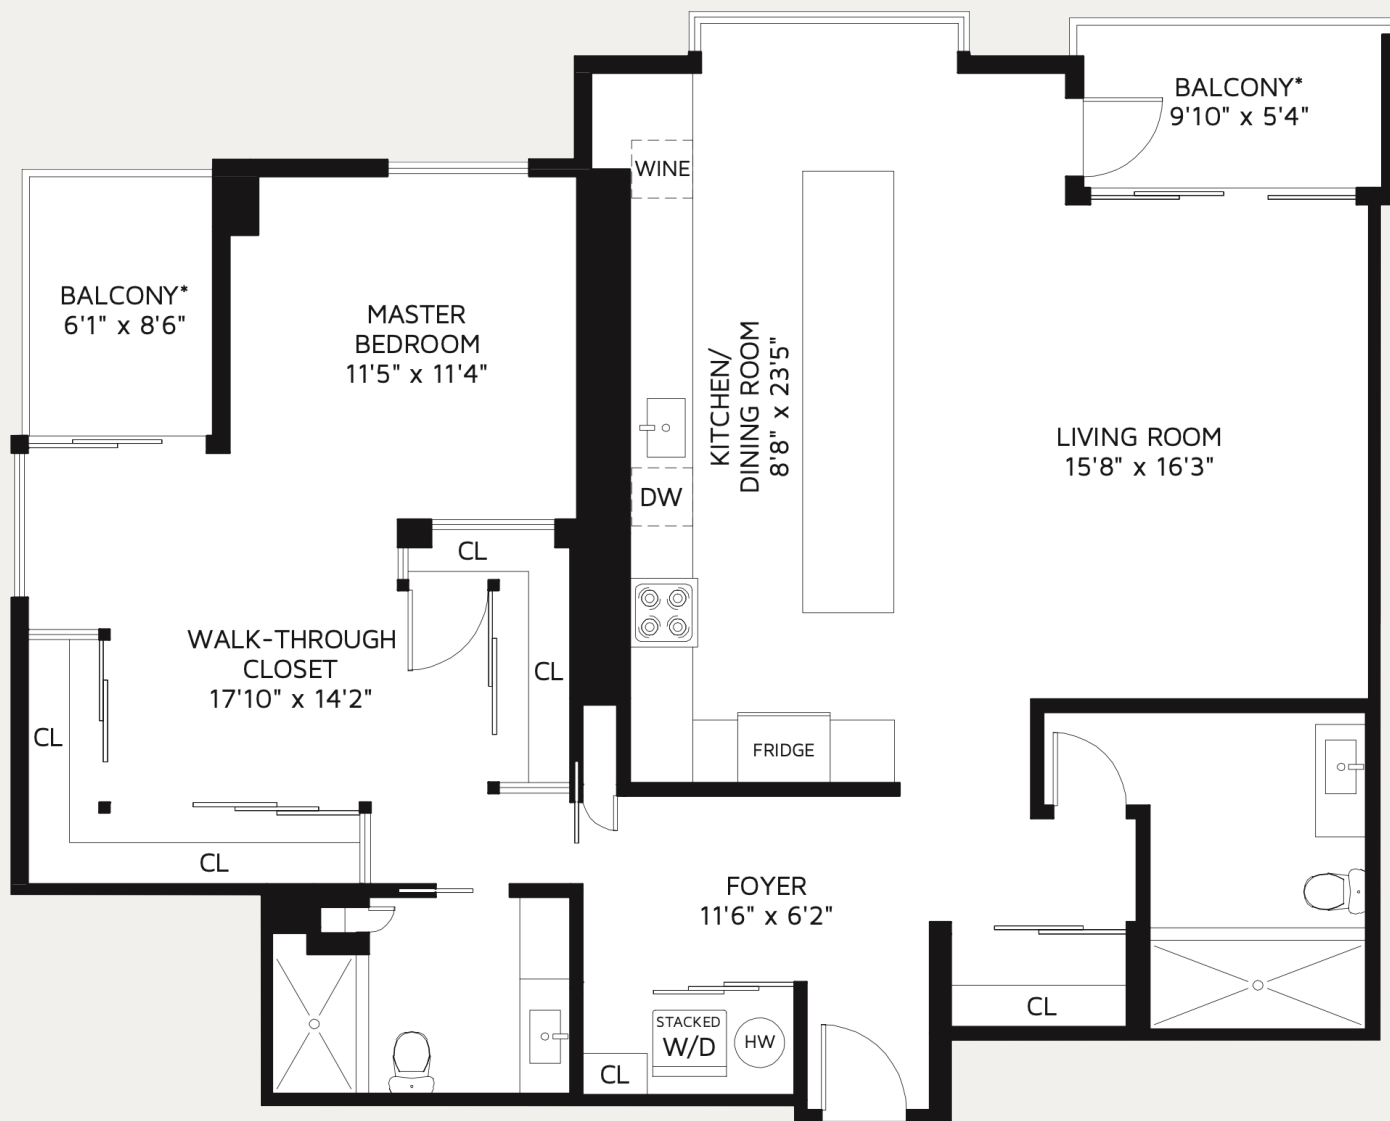 BALCONY*
9'10" x 5'4"
WINE
BALCONY*
6'1" x 8'6"
MASTER
BEDROOM
11'5" x 11'4"
KITCHEN/
DINING ROOM
8'8" x 23'5"
LIVING ROOM
15'8" x 16'3"
DW
CL
WALK-THROUGH
CLOSET
17'10" x 14'2"
CL
CL
FRIDGE
CL
FOYER
11'6" x 6'2"
CL
STACKED
W/D
HW
CL